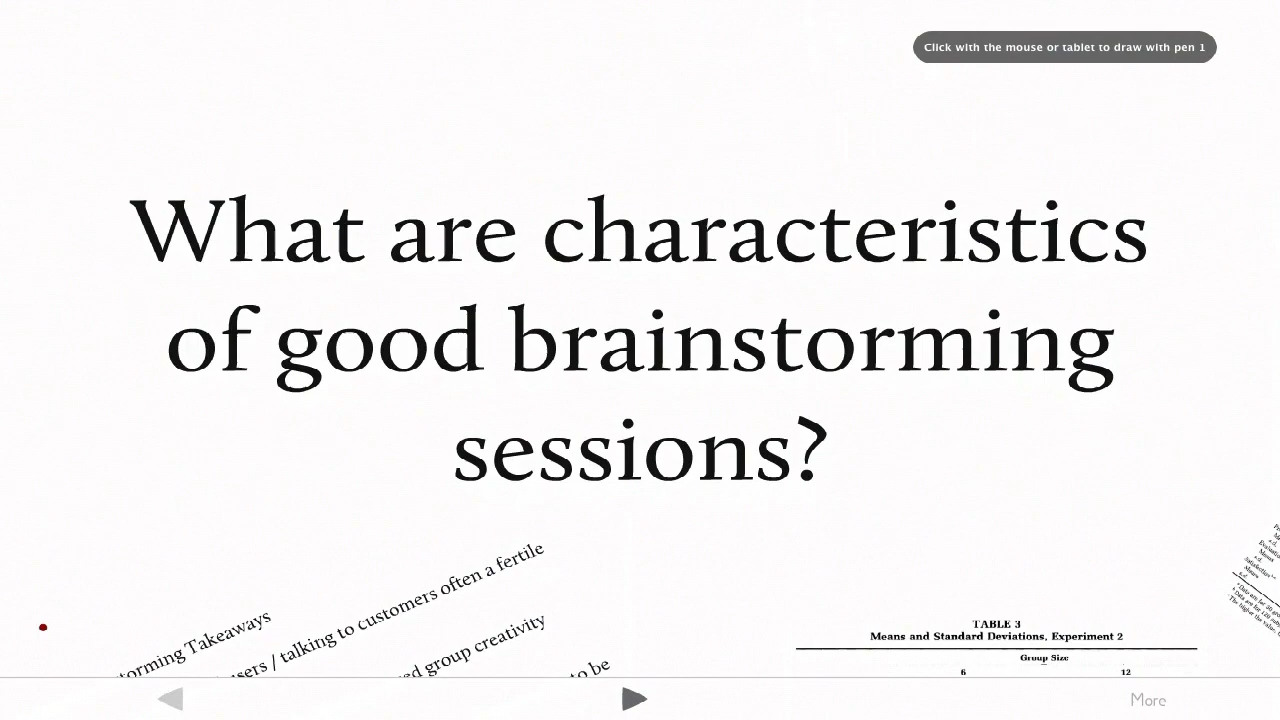 Click with the mouse or tablet to draw with pen 1
What are characteristics
of good brainstorming
sessions?
torming Takeaways
users / talking to customers often a fertile
ed group creativity
to be
TABLE 3
Means and Standard Deviations, Experiment 2
Group Size
6 12
More